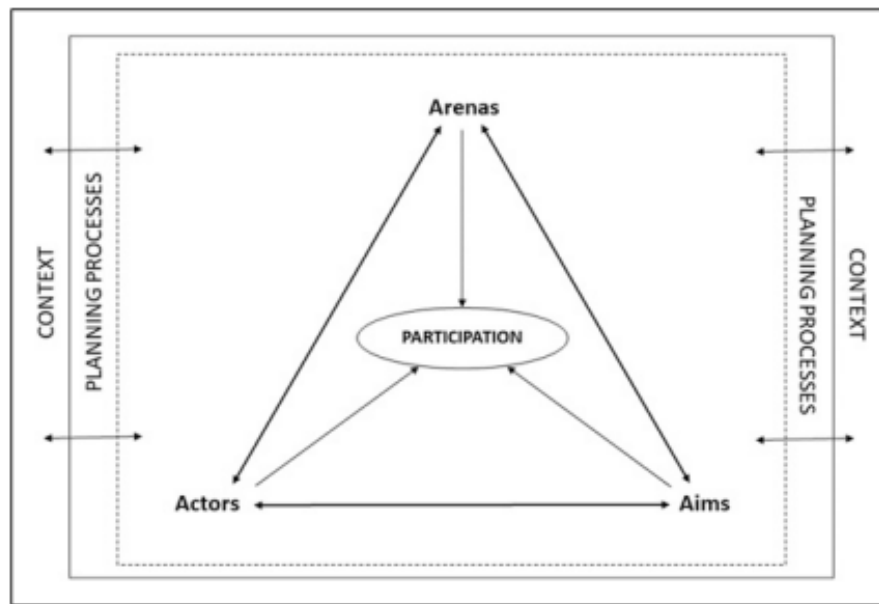 Arenas
CONTEXT
PLANNING PROCESSES
PARTICIPATION
PLANNING PROCESSES
CONTEXT
Actors
Aims